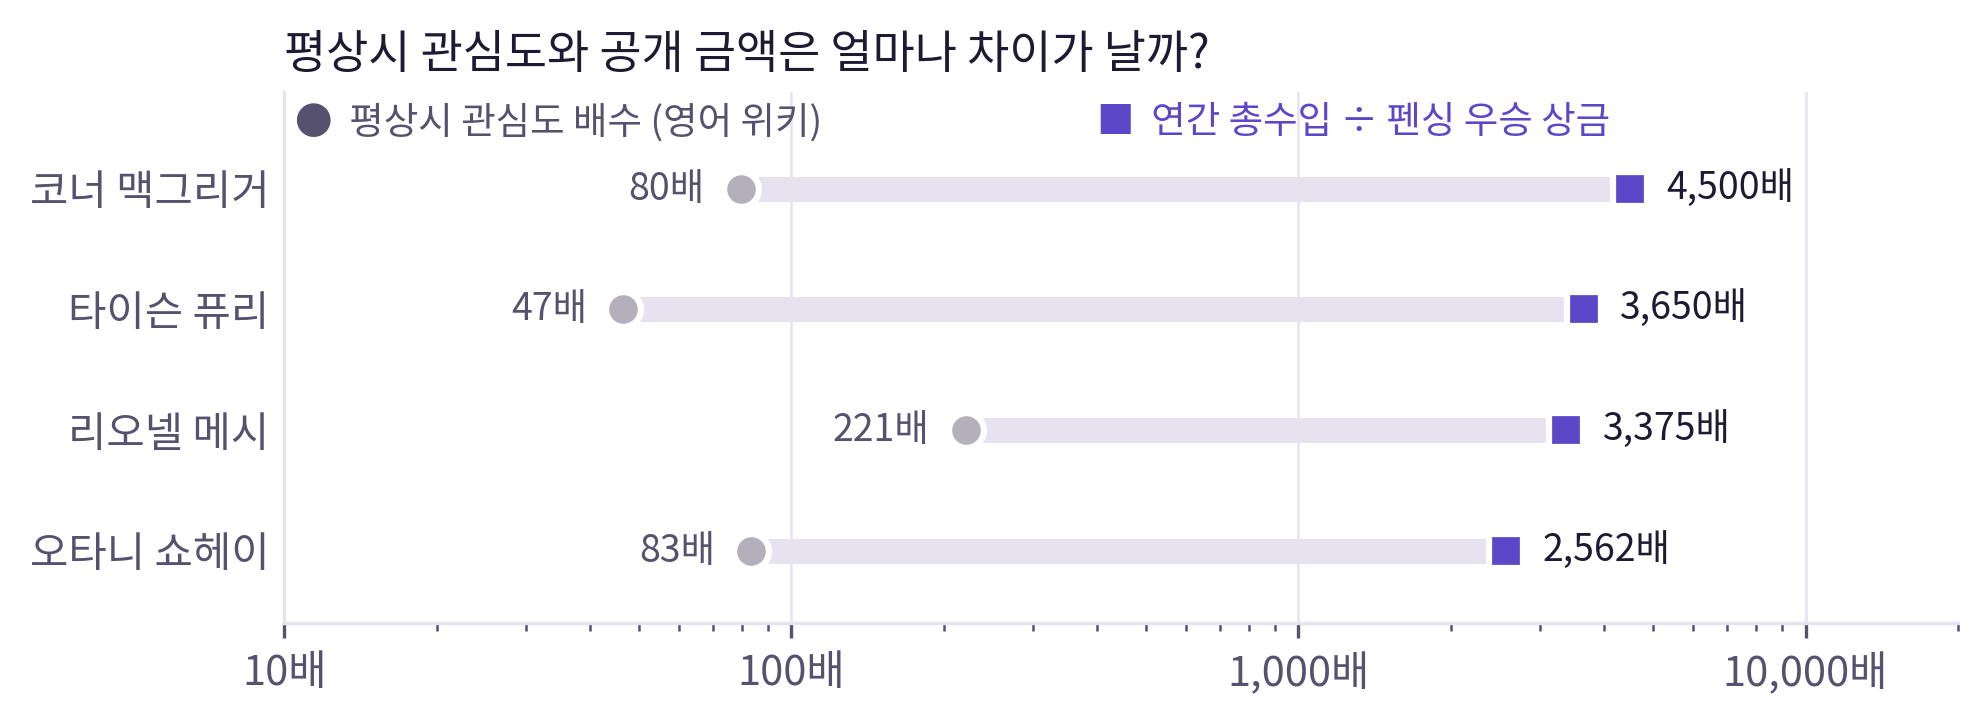 평상시 관심도와 공개 금액은 얼마나 차이가 날까?
평상시 관심도 배수 (영어 위키)
연간 총수입 ÷ 펜싱 우승 상금
코너 맥그리거 80배 4,500배
타이슨 퓨리 47배 3,650배
리오넬 메시 221배 3,375배
오타니 쇼헤이 83배 2,562배
10배 100배 1,000배 10,000배